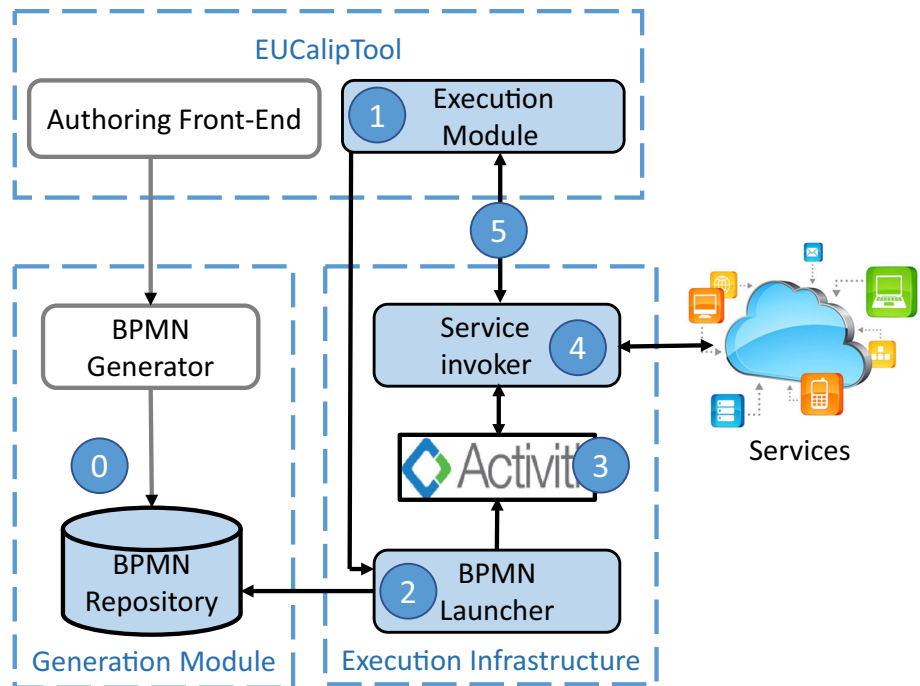 EUCalipTool
Authoring Front-End
1
Execution
Module
5
BPMN
Generator
Service
invoker
4
0
Activiti
3
Services
BPMN
Repository
2
BPMN
Launcher
Generation Module
Execution Infrastructure